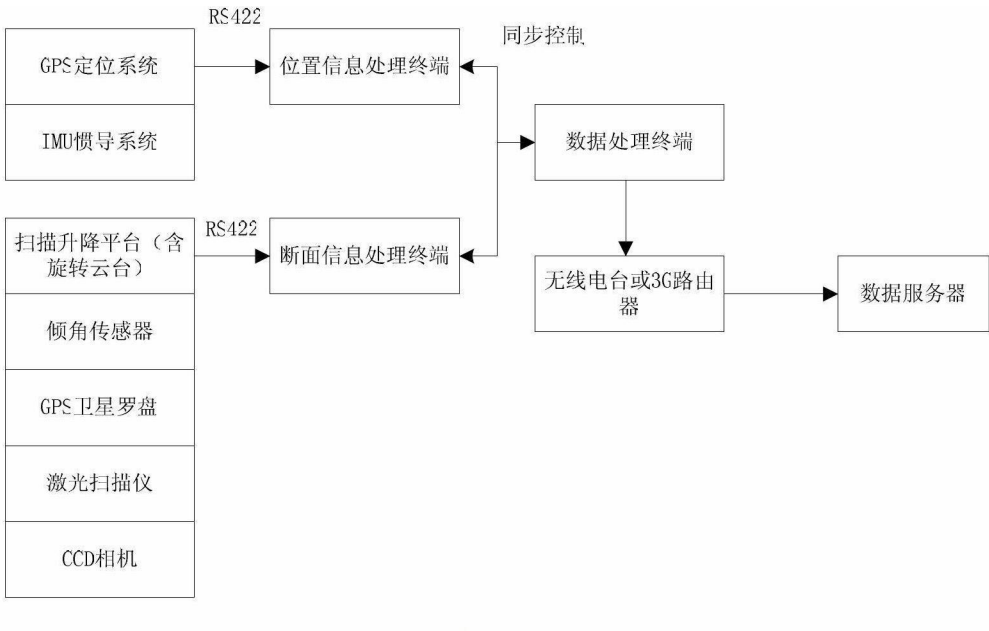 RS422
同步控制
GPS定位系统
位置信息处理终端
IMU惯导系统
数据处理终端
RS422
扫描升降平台（含
旋转云台）
断面信息处理终端
无线电台或3G路由
器
数据服务器
倾角传感器
GPS卫星罗盘
激光扫描仪
CCD相机